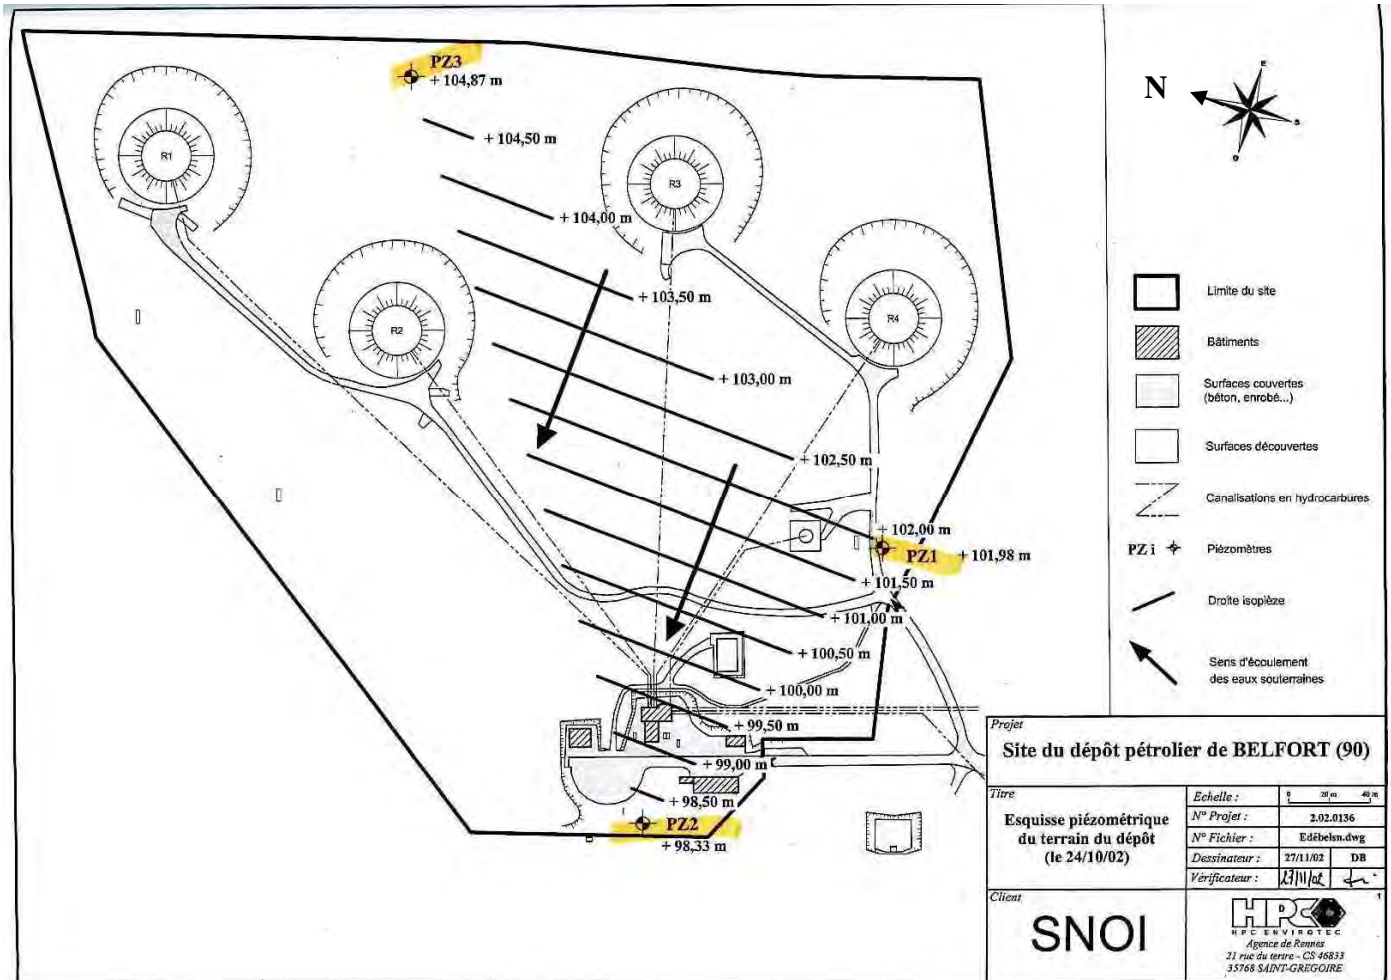 PZ3
+ 104,87 m
+ 104,50 m
+ 104,00 m
+ 103,50 m
+ 103,00 m
+ 102,50 m
+ 102,00 m
PZ1
+ 101,98 m
+ 101,50 m
+ 101,00 m
+ 100,50 m
+ 100,00 m
+ 99,50 m
+ 99,00 m
+ 98,50 m
PZ2
+ 98,33 m
R1
R2
R3
R4
N
E
S
O
Limite du site
Bâtiments
Surfaces couvertes
(béton, enrobé...)
Surfaces découvertes
Canalisations en hydrocarbures
PZ i
Piézomètres
Droite isopièze
Sens d'écoulement
des eaux souterraines
Projet
Site du dépôt pétrolier de BELFORT (90)
Titre
Esquisse piézométrique
du terrain du dépôt
(le 24/10/02)
Echelle :
0 20 m 40 m
N° Projet :
2.02.0136
N° Fichier :
Edébelsn.dwg
Dessinateur :
27/11/02
DB
Vérificateur :
27/11/02
Client
SNOI
1
HPC
HPC ENVIROTEC
Agence de Rennes
21 rue du tertre - CS 46833
35768 SAINT-GREGOIRE